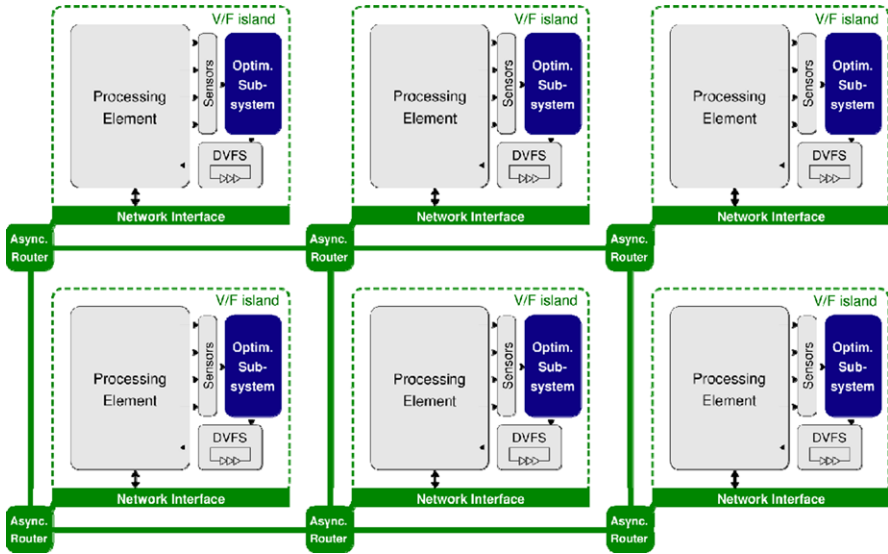 V/F island
V/F island
V/F island
Processing
Element
Sensors
Optim.
Sub-
system
DVFS
Processing
Element
Sensors
Optim.
Sub-
system
DVFS
Processing
Element
Sensors
Optim.
Sub-
system
DVFS
Network Interface
Network Interface
Network Interface
Async.
Router
Async.
Router
Async.
Router
V/F island
V/F island
V/F island
Processing
Element
Sensors
Optim.
Sub-
system
DVFS
Processing
Element
Sensors
Optim.
Sub-
system
DVFS
Processing
Element
Sensors
Optim.
Sub-
system
DVFS
Network Interface
Network Interface
Network Interface
Async.
Router
Async.
Router
Async.
Router